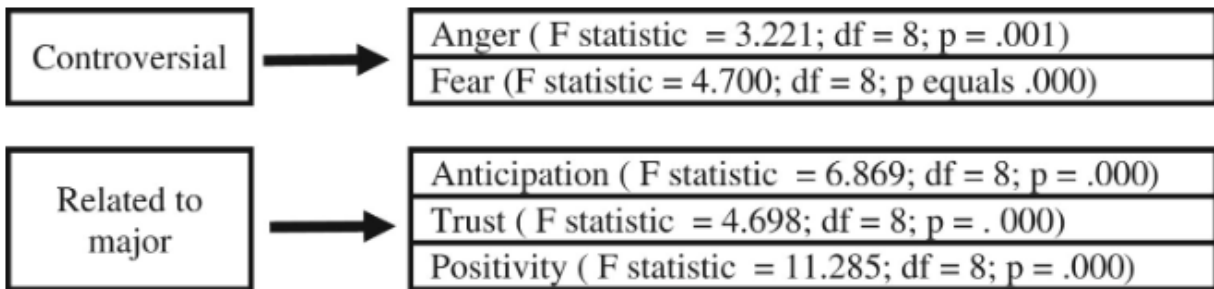 Controversial
Anger ( F statistic = 3.221; df = 8; p = .001)
Fear (F statistic = 4.700; df = 8; p equals .000)
Related to
major
Anticipation ( F statistic = 6.869; df = 8; p = .000)
Trust ( F statistic = 4.698; df = 8; p = . 000)
Positivity ( F statistic = 11.285; df = 8; p = .000)